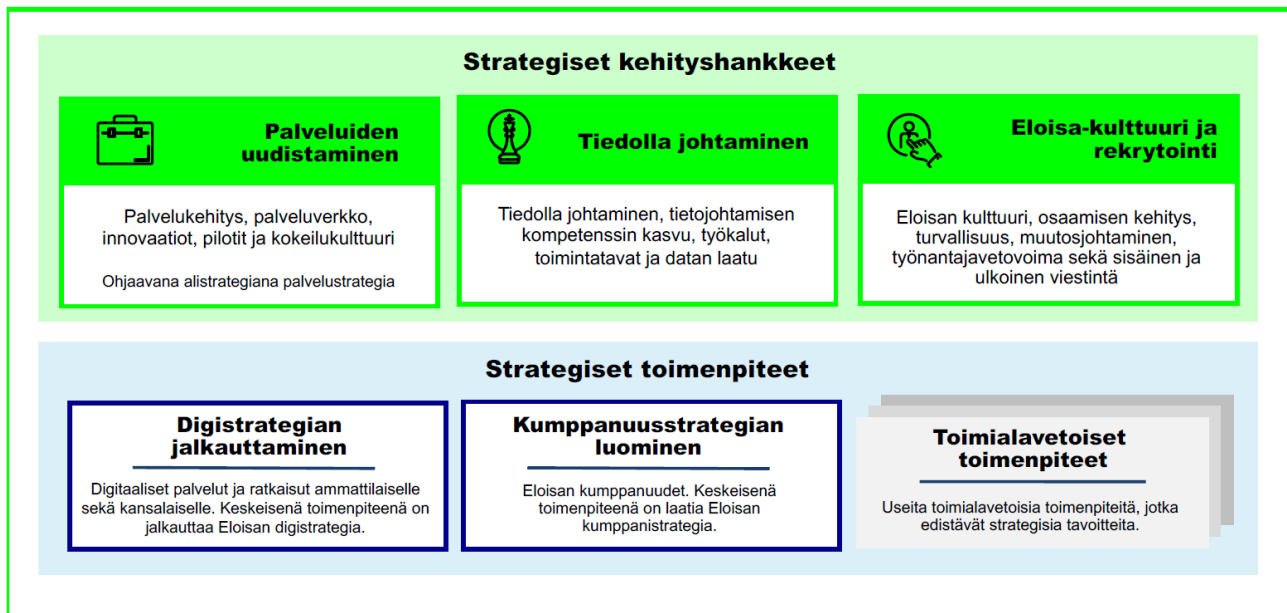 Strategiset kehityshankkeet
Palveluiden
uudistaminen
Palvelukehitys, palveluverkko,
innovaatiot, pilotit ja kokeilukulttuuri
Ohjaavana alistrategiana palvelustrategia
Tiedolla johtaminen
Tiedolla johtaminen, tietojohtamisen
kompetenssin kasvu, työkalut,
toimintatavat ja datan laatu
Eloisa-kulttuuri ja
rekrytointi
Eloisan kulttuuri, osaamisen kehitys,
turvallisuus, muutosjohtaminen,
työnantajavetovoima sekä sisäinen ja
ulkoinen viestintä
Strategiset toimenpiteet
Digistrategian
jalkauttaminen
Digitaaliset palvelut ja ratkaisut ammattilaiselle
sekä kansalaiselle. Keskeisenä toimenpiteenä on
jalkauttaa Eloisan digistrategia.
Kumppanuusstrategian
luominen
Eloisan kumppanuudet. Keskeisenä
toimenpiteenä on laatia Eloisan
kumppanistrategia.
Toimialavetoiset
toimenpiteet
Useita toimialavetoisia toimenpiteitä, jotka
edistävät strategisia tavoitteita.